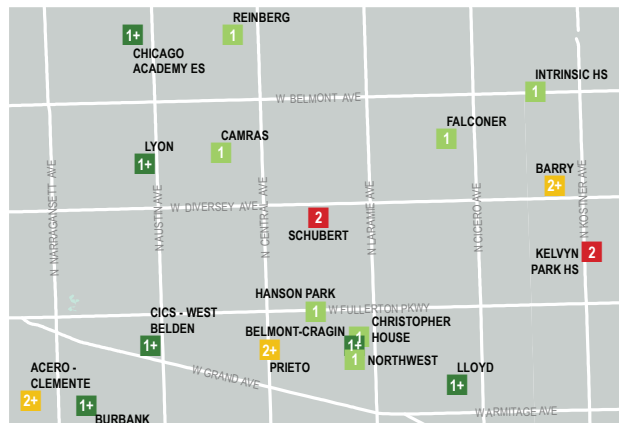 REINBERG
1+
1
CHICAGO
ACADEMY ES
INTRINSIC HS
1
W BELMONT AVE
FALCONER
1
CAMRAS
1
LYON
1+
BARRY
2+
N NARRAGANSETT AVE
N AUSTIN AVE
N CENTRAL AVE
N LARAMIE AVE
N CICERO AVE
N KOSTNER AVE
W DIVERSEY AVE
2
SCHUBERT
KELVYN
PARK HS
2
HANSON PARK
1
W FULLERTON PKWY
CICS - WEST
BELDEN
1+
BELMONT-CRAGIN
1+
CHRISTOPHER
HOUSE
1
2+
PRIETO
1
NORTHWEST
LLOYD
1+
W GRAND AVE
ACERO -
CLEMENTE
2+
1+
BURBANK
W ARMITAGE AVE